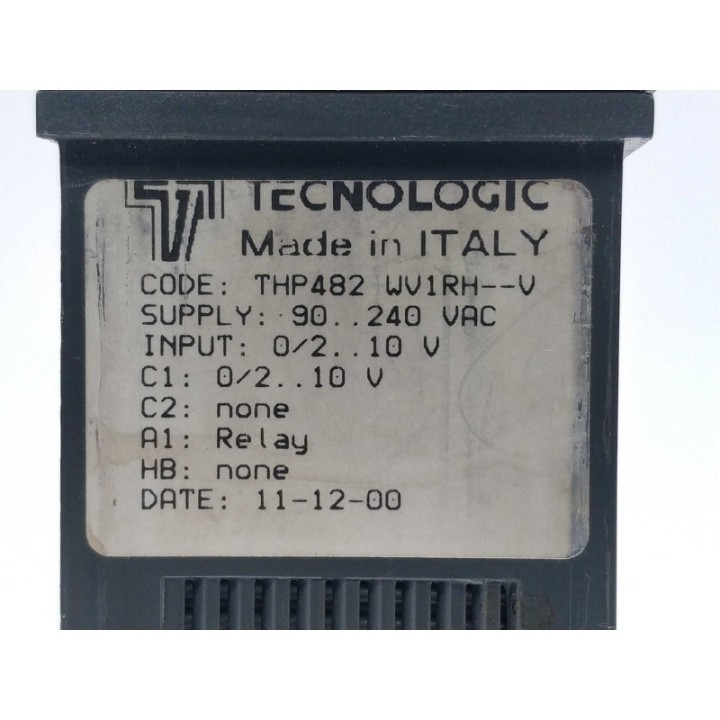 TECNOLOGIC
Made in ITALY
CODE: THP482 WV1RH--V
SUPPLY: 90..240 VAC
INPUT: 0/2..10 V
C1: 0/2..10 V
C2: none
A1: Relay
HB: none
DATE: 11-12-00